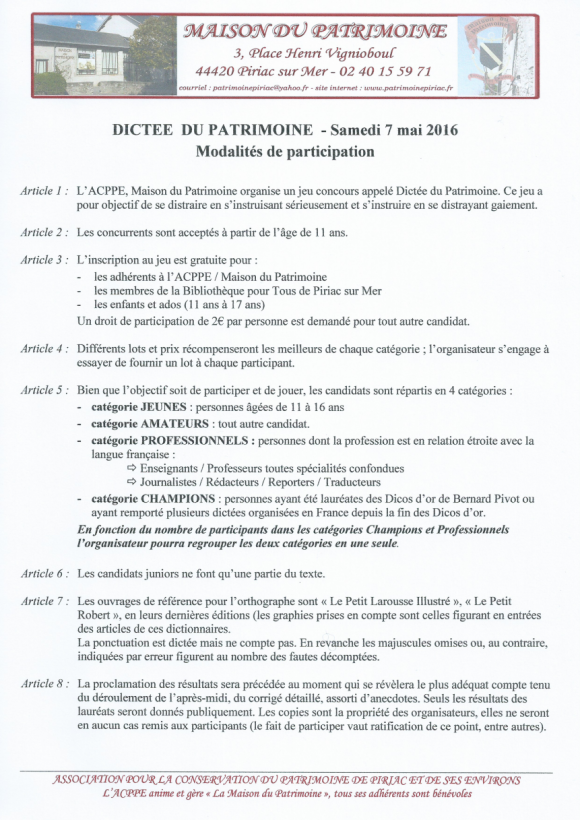 MAISON DU PATRIMOINE
3, Place Henri Vignioboul
44420 Piriac sur Mer - 02 40 15 59 71
courriel : patrimoinepiriac@yahoo.fr - site internet : www.patrimoinepiriac.fr
DICTEE DU PATRIMOINE - Samedi 7 mai 2016
Modalités de participation
Article 1 : L'ACPPE, Maison du Patrimoine organise un jeu concours appelé Dictée du Patrimoine. Ce jeu a
pour objectif de se distraire en s'instruisant sérieusement et s'instruire en se distrayant gaiement.
Article 2 : Les concurrents sont acceptés à partir de l'âge de 11 ans.
Article 3 : L'inscription au jeu est gratuite pour :
- les adhérents à l'ACPPE / Maison du Patrimoine
- les membres de la Bibliothèque pour Tous de Piriac sur Mer
- les enfants et ados (11 ans à 17 ans)
Un droit de participation de 2€ par personne est demandé pour tout autre candidat.
Article 4 : Différents lots et prix récompenseront les meilleurs de chaque catégorie ; l'organisateur s'engage à
essayer de fournir un lot à chaque participant.
Article 5 : Bien que l'objectif soit de participer et de jouer, les candidats sont répartis en 4 catégories :
- catégorie JEUNES : personnes âgées de 11 à 16 ans
- catégorie AMATEURS : tout autre candidat.
- catégorie PROFESSIONNELS : personnes dont la profession est en relation étroite avec la
langue française :
⇨ Enseignants / Professeurs toutes spécialités confondues
⇨ Journalistes / Rédacteurs / Reporters / Traducteurs
- catégorie CHAMPIONS : personnes ayant été lauréates des Dicos d'or de Bernard Pivot ou
ayant remporté plusieurs dictées organisées en France depuis la fin des Dicos d'or.
En fonction du nombre de participants dans les catégories Champions et Professionnels
l'organisateur pourra regrouper les deux catégories en une seule.
Article 6 : Les candidats juniors ne font qu'une partie du texte.
Article 7 : Les ouvrages de référence pour l'orthographe sont « Le Petit Larousse Illustré », « Le Petit
Robert », en leurs dernières éditions (les graphies prises en compte sont celles figurant en entrées
des articles de ces dictionnaires.
La ponctuation est dictée mais ne compte pas. En revanche les majuscules omises ou, au contraire,
indiquées par erreur figurent au nombre des fautes décomptées.
Article 8 : La proclamation des résultats sera précédée au moment qui se révèlera le plus adéquat compte tenu
du déroulement de l'après-midi, du corrigé détaillé, assorti d'anecdotes. Seuls les résultats des
lauréats seront donnés publiquement. Les copies sont la propriété des organisateurs, elles ne seront
en aucun cas remis aux participants (le fait de participer vaut ratification de ce point, entre autres).
ASSOCIATION POUR LA CONSERVATION DU PATRIMOINE DE PIRIAC ET DE SES ENVIRONS
L'ACPPE anime et gère « La Maison du Patrimoine », tous ses adhérents sont bénévoles